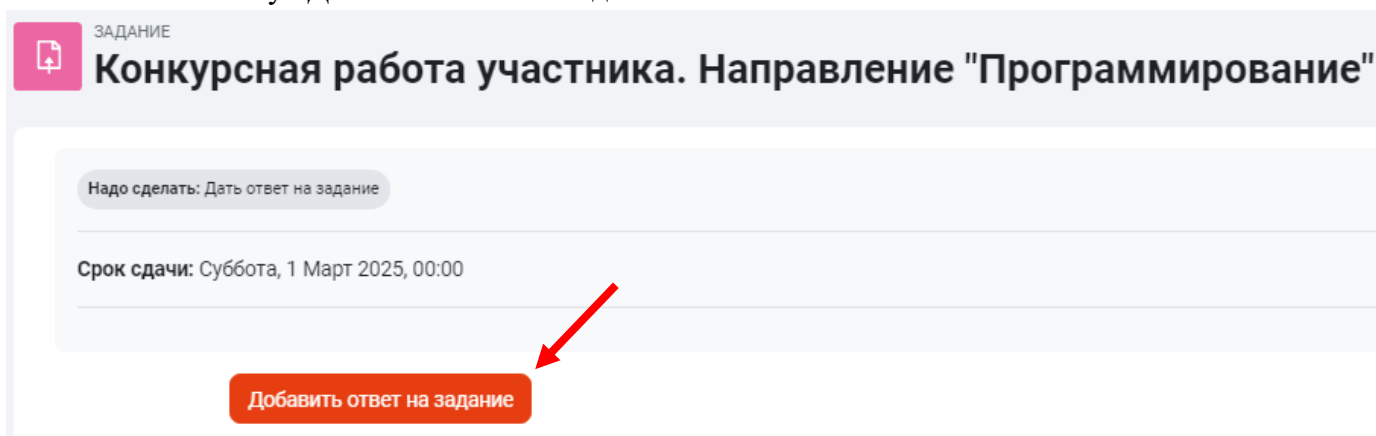 ЗАДАНИЕ
Конкурсная работа участника. Направление "Программирование"
Надо сделать: Дать ответ на задание
Срок сдачи: Суббота, 1 Март 2025, 00:00
Добавить ответ на задание